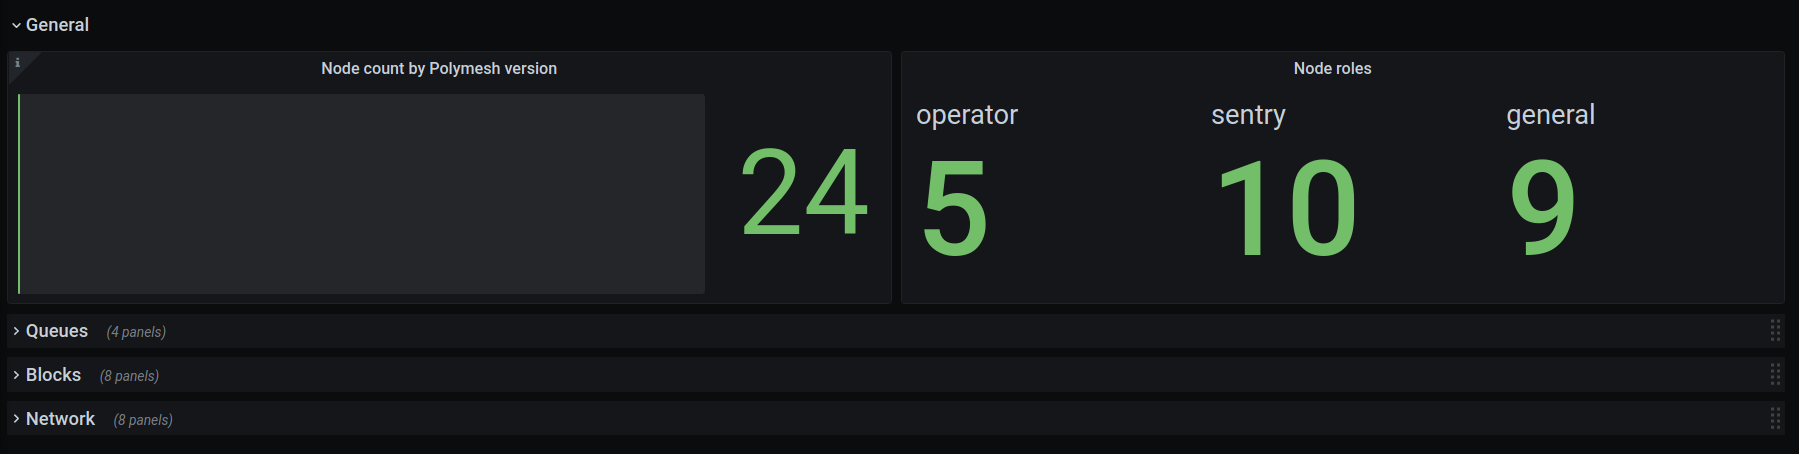 General
i
Node count by Polymesh version
24
Node roles
operator
5
sentry
10
general
9
Queues (4 panels)
Blocks (8 panels)
Network (8 panels)